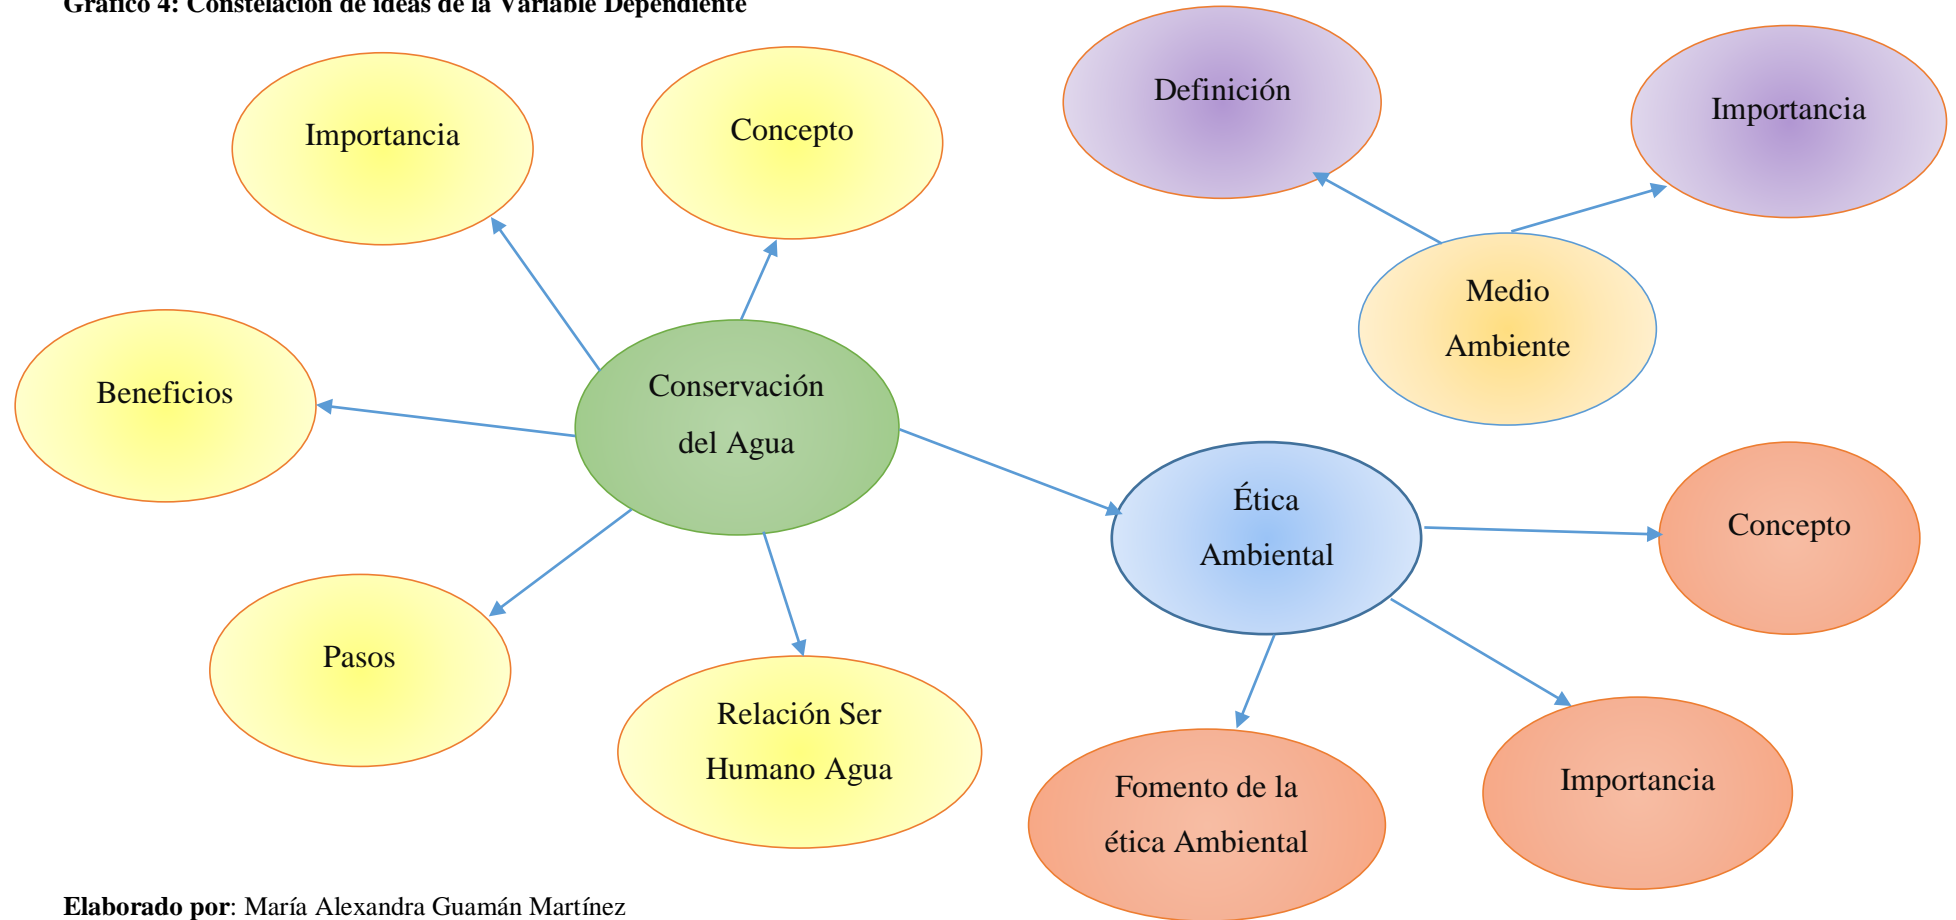 Gráfico 4: Constelación de ideas de la Variable Dependiente
Importancia
Concepto
Definición
Importancia
Medio
Ambiente
Beneficios
Conservación
del Agua
Ética
Ambiental
Concepto
Pasos
Relación Ser
Humano Agua
Fomento de la
ética Ambiental
Importancia
Elaborado por: María Alexandra Guamán Martínez